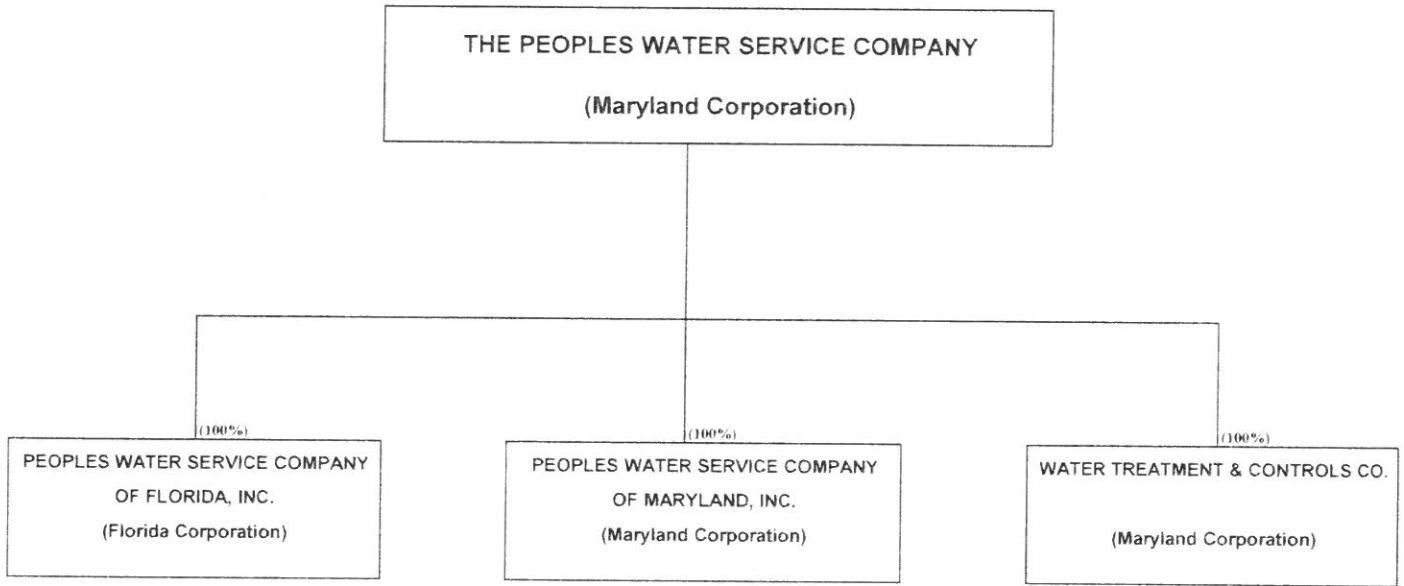 THE PEOPLES WATER SERVICE COMPANY
(Maryland Corporation)
(100%)
PEOPLES WATER SERVICE COMPANY
OF FLORIDA, INC.
(Florida Corporation)
(100%)
PEOPLES WATER SERVICE COMPANY
OF MARYLAND, INC.
(Maryland Corporation)
(100%)
WATER TREATMENT & CONTROLS CO.
(Maryland Corporation)